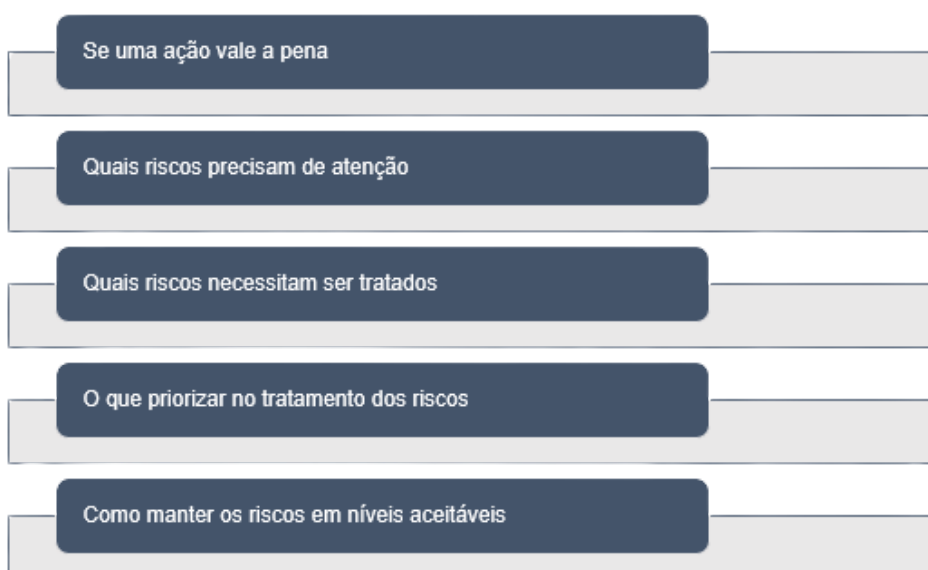 Se uma ação vale a pena
Quais riscos precisam de atenção
Quais riscos necessitam ser tratados
O que priorizar no tratamento dos riscos
Como manter os riscos em níveis aceitáveis